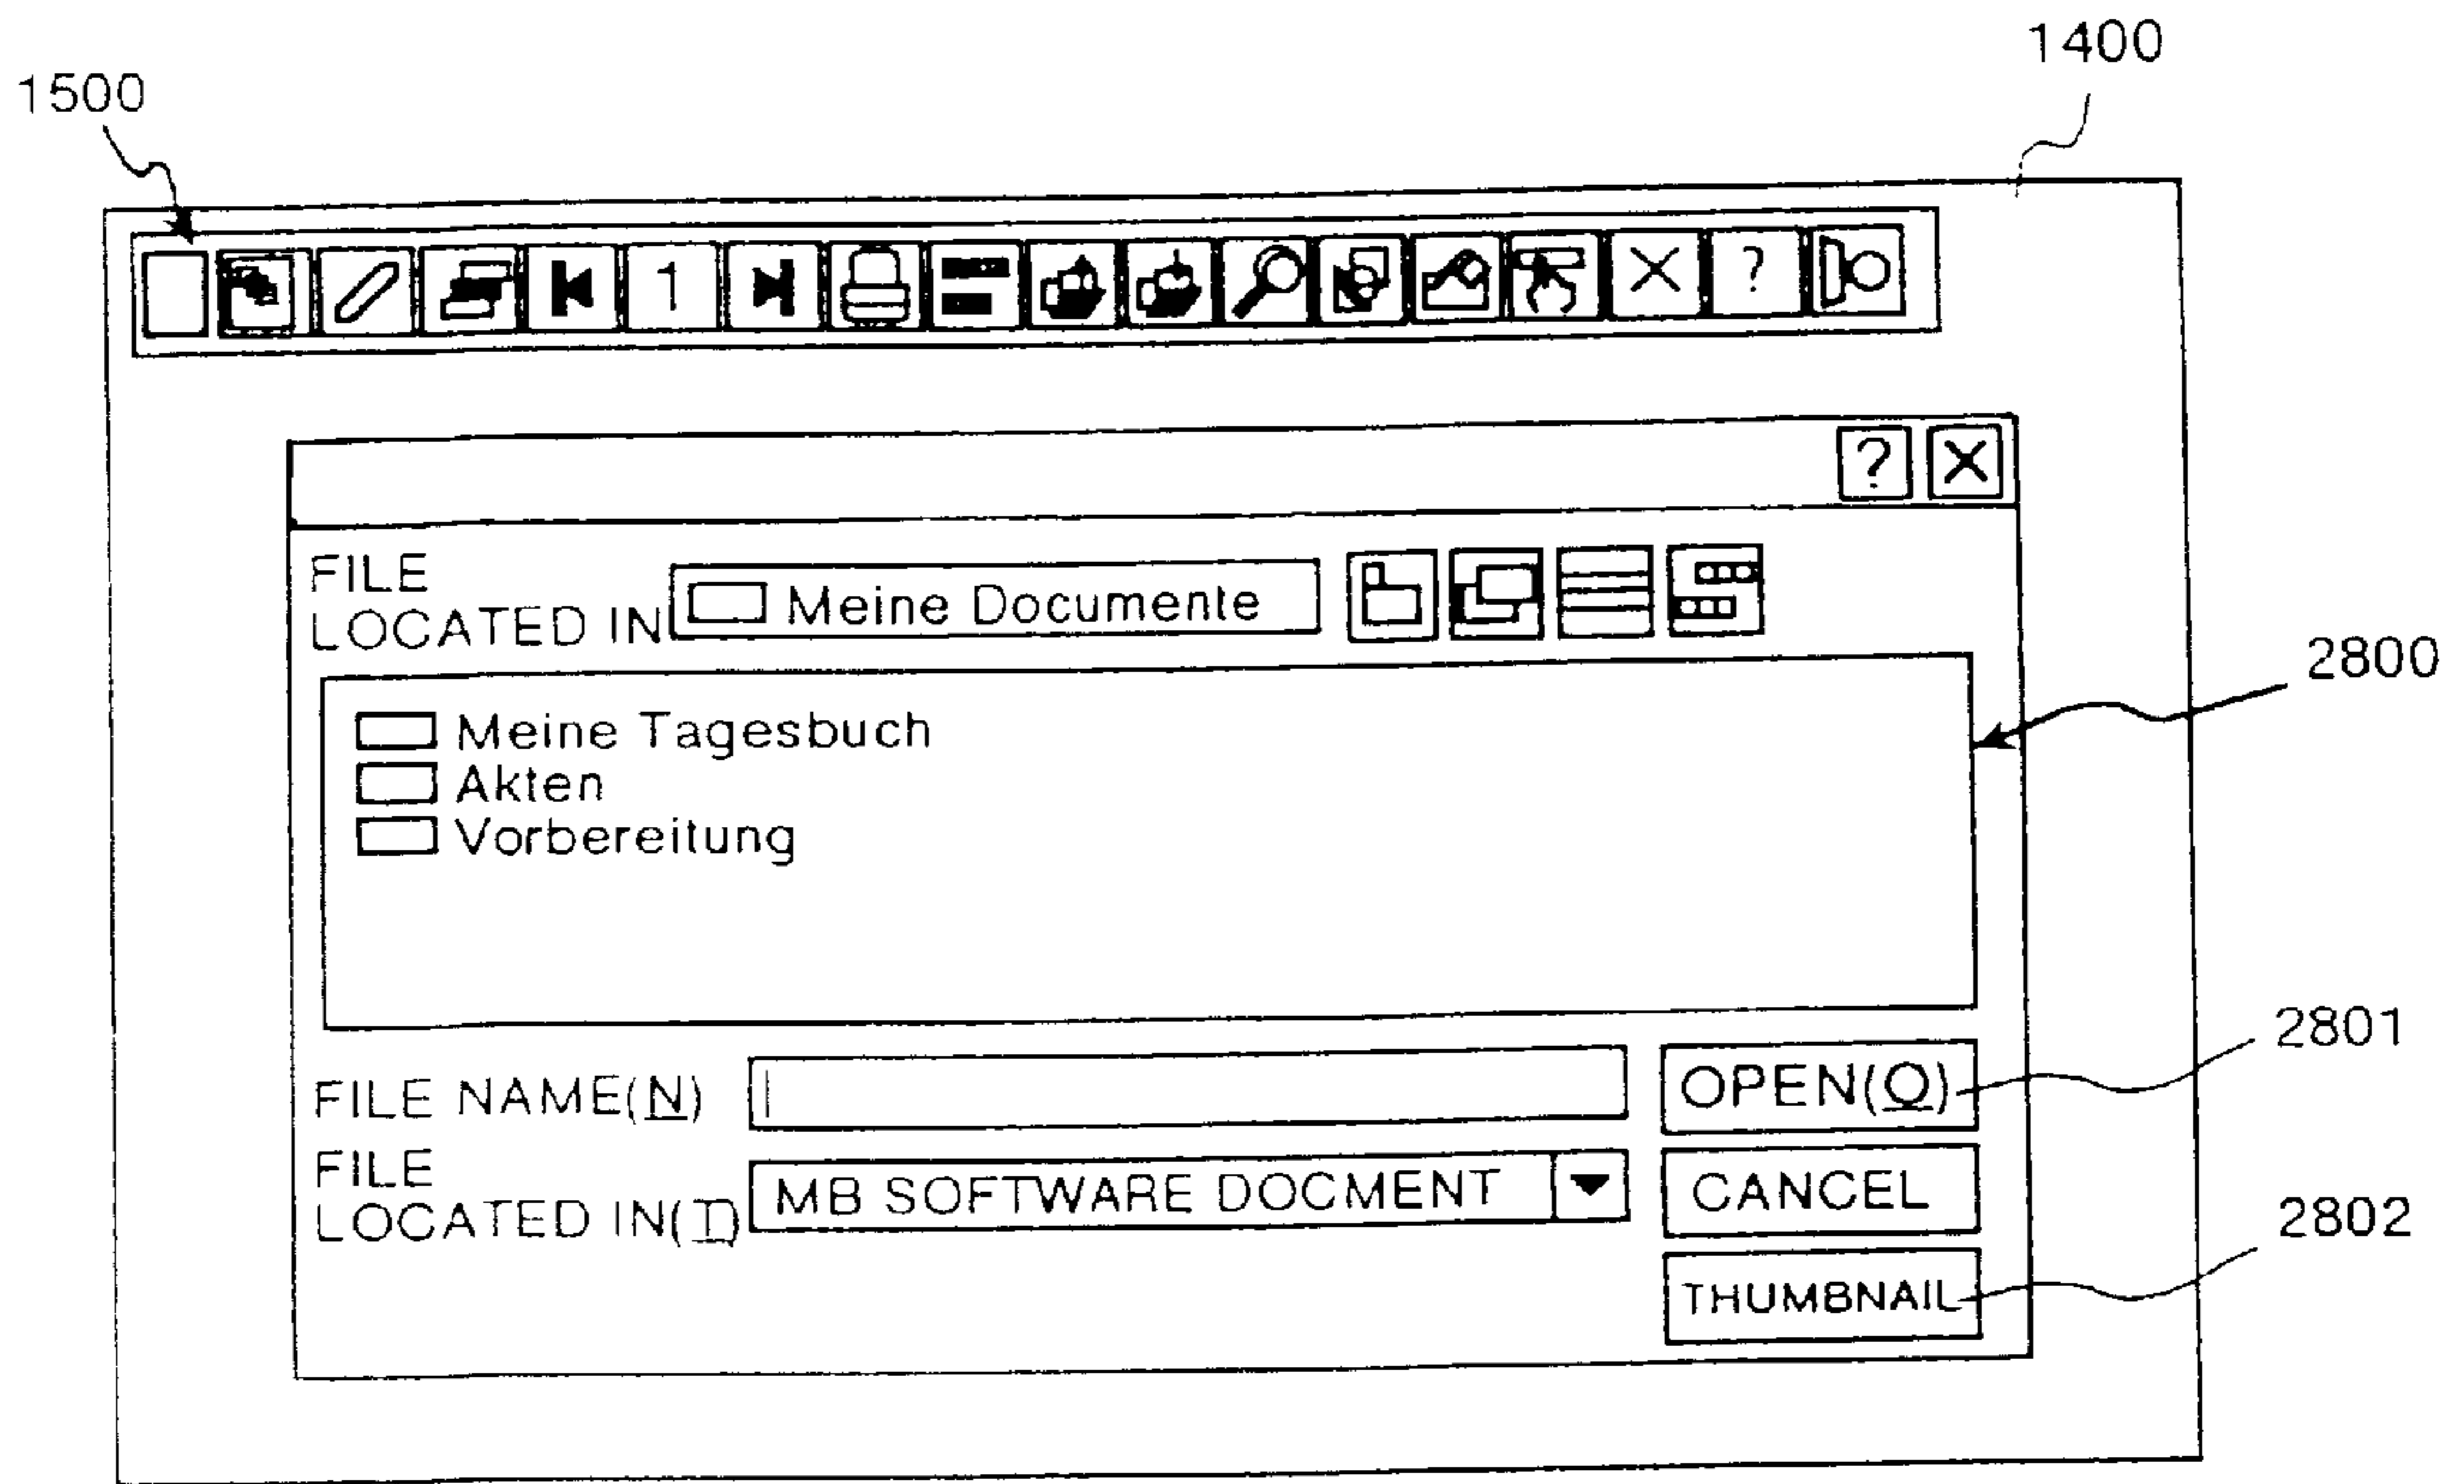 1400
1500
1 ?
?
FILE
LOCATED IN
Meine Documente
2800
Meine Tagesbuch
Akten
Vorbereitung
2801
FILE NAME(N)
OPEN(O)
FILE
LOCATED IN(T)
MB SOFTWARE DOCMENT
CANCEL
2802
THUMBNAIL